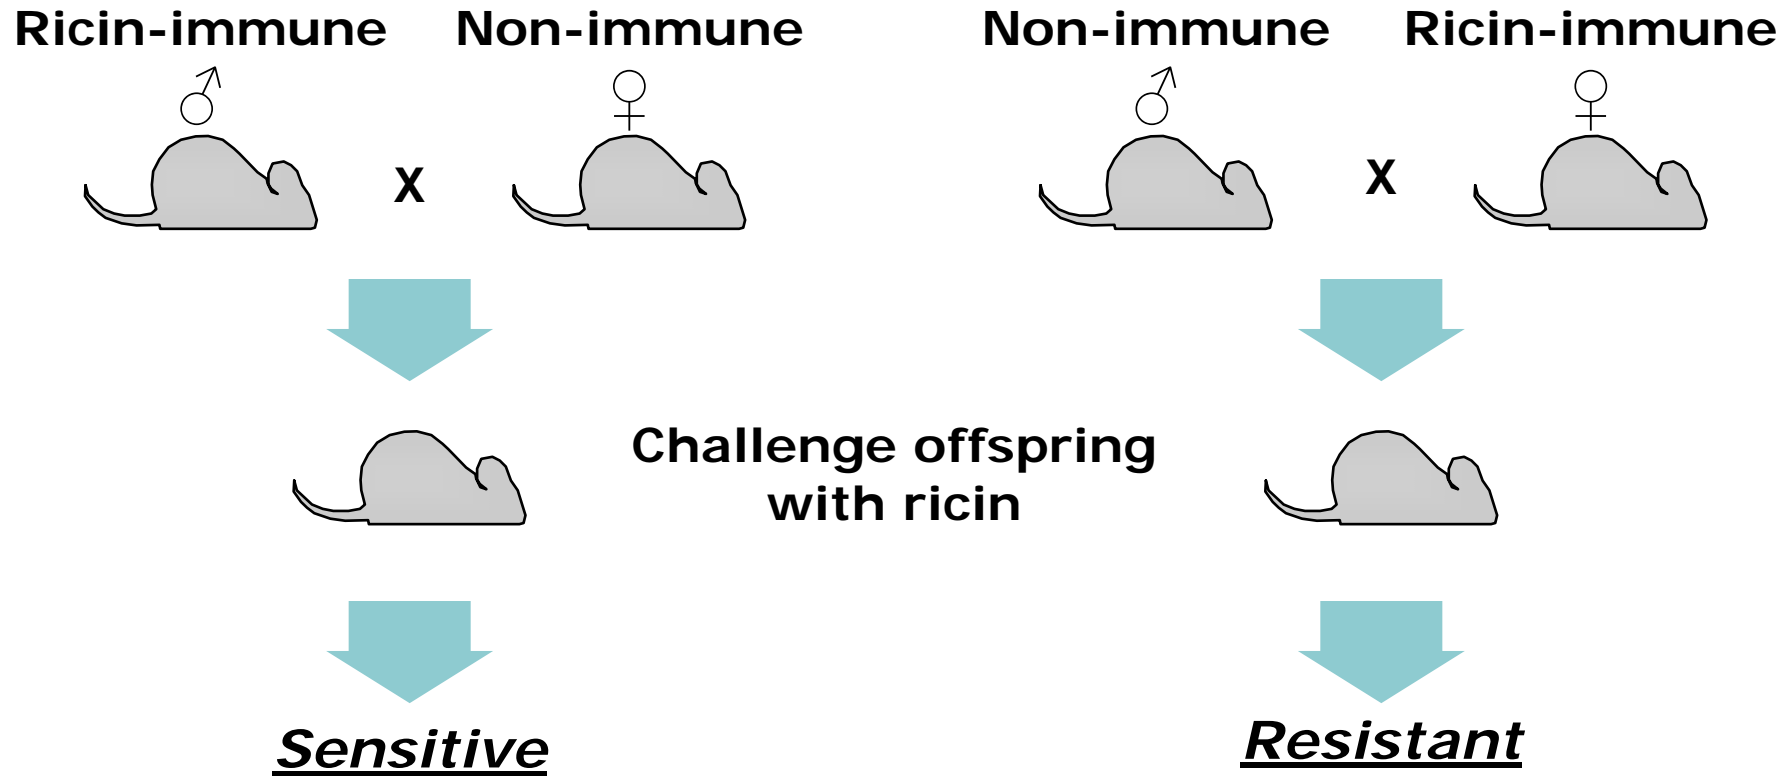 Ricin-immune Non-immune Non-immune Ricin-immune
X X
Challenge offspring
with ricin
Sensitive Resistant